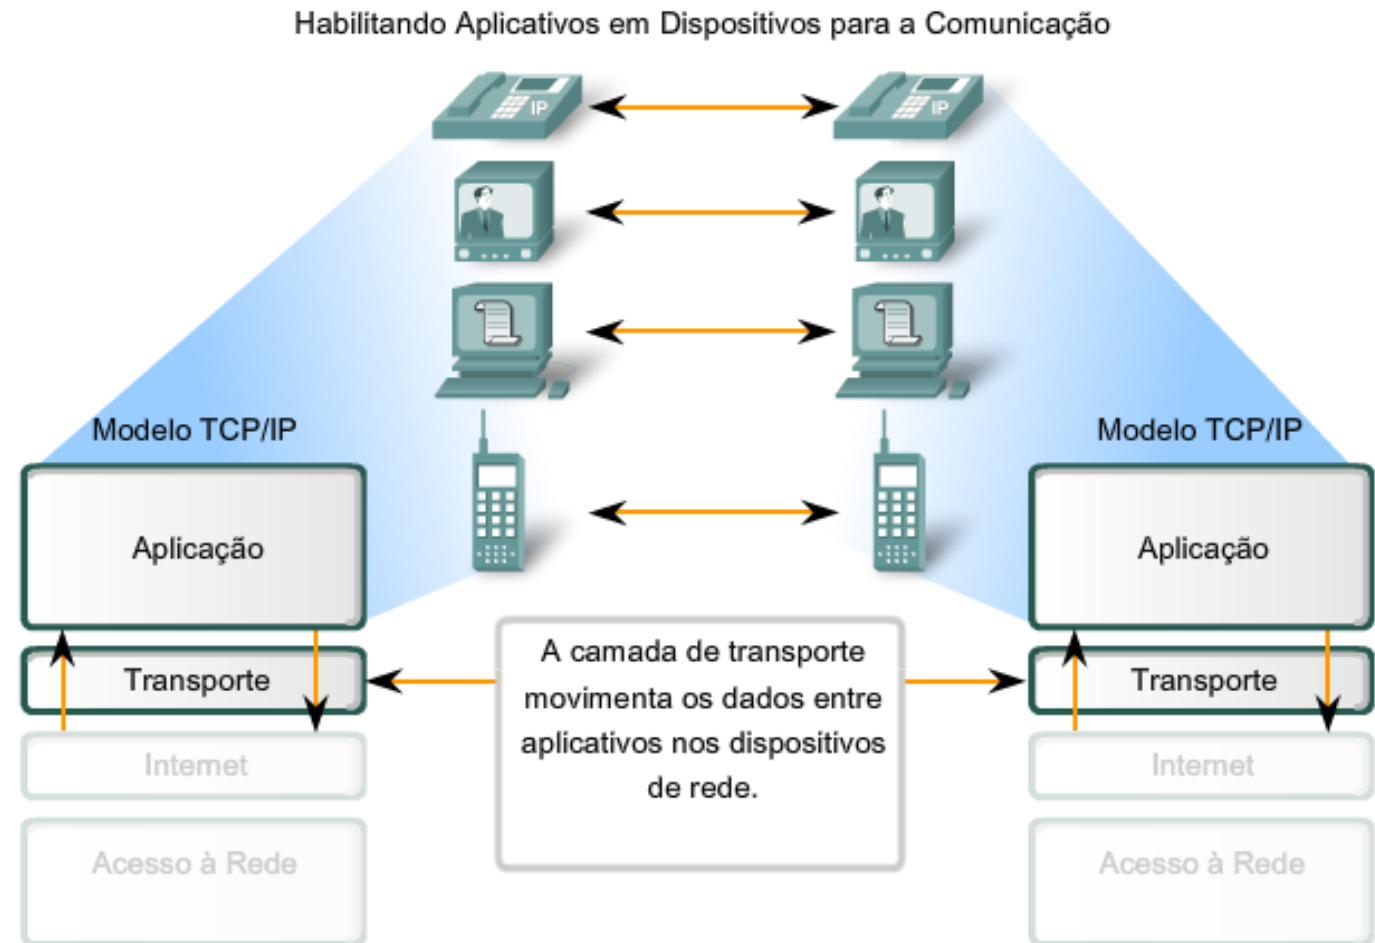 Habilitando Aplicativos em Dispositivos para a Comunicação
IP
IP
Modelo TCP/IP
Modelo TCP/IP
Aplicação
Aplicação
A camada de transporte
movimenta os dados entre
aplicativos nos dispositivos
de rede.
Transporte
Transporte
Internet
Internet
Acesso à Rede
Acesso à Rede